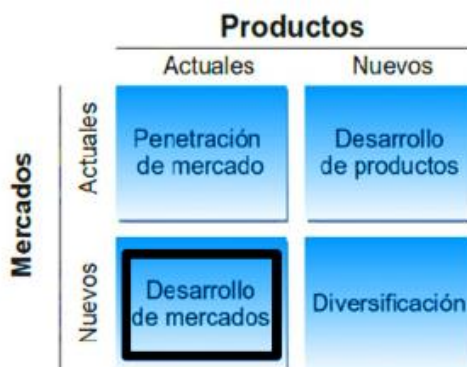 Productos
Actuales
Nuevos
Mercados
Actuales
Penetración
de mercado
Desarrollo
de productos
Nuevos
Desarrollo
de mercados
Diversificación